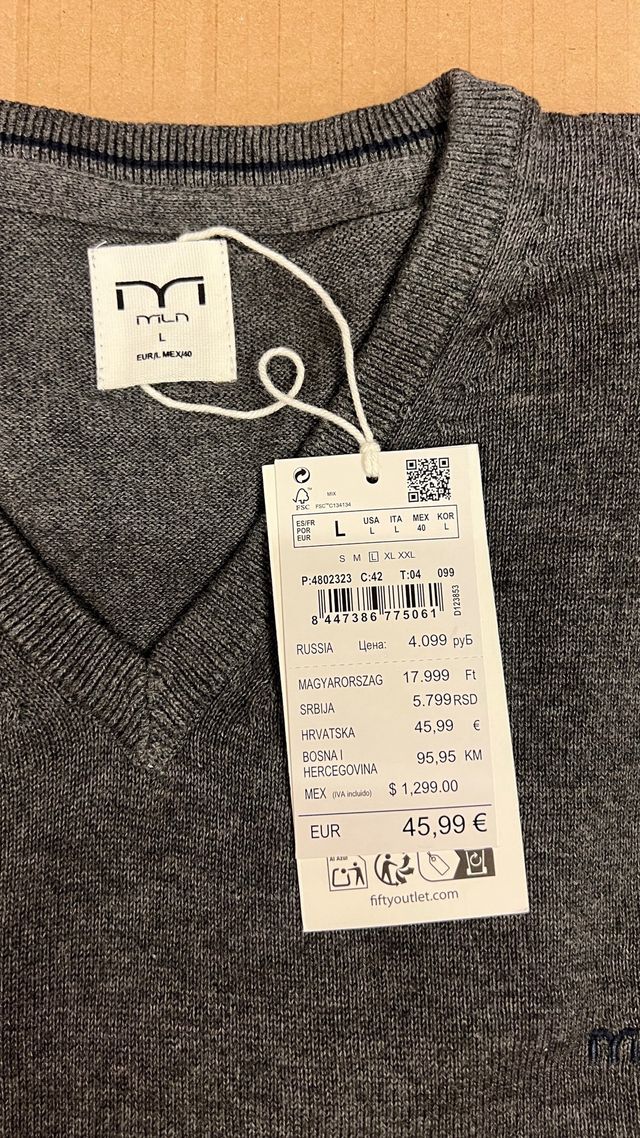 mln
L
EUR/L MEX/40
MIX
FSC FSC™C134134
ES/FR
POR
EUR
L
USA
L
ITA
L
MEX
40
KOR
L
S M L XL XXL
P:4802323 C:42 T:04 099
D123853
8 447386 775061
RUSSIA Цена: 4.099 руБ
MAGYARORSZAG 17.999 Ft
SRBIJA 5.799 RSD
HRVATSKA 45,99 €
BOSNA I
HERCEGOVINA 95,95 KM
MEX (IVA incluido) $ 1,299.00
EUR 45,99 €
Al Azul
fiftyoutlet.com